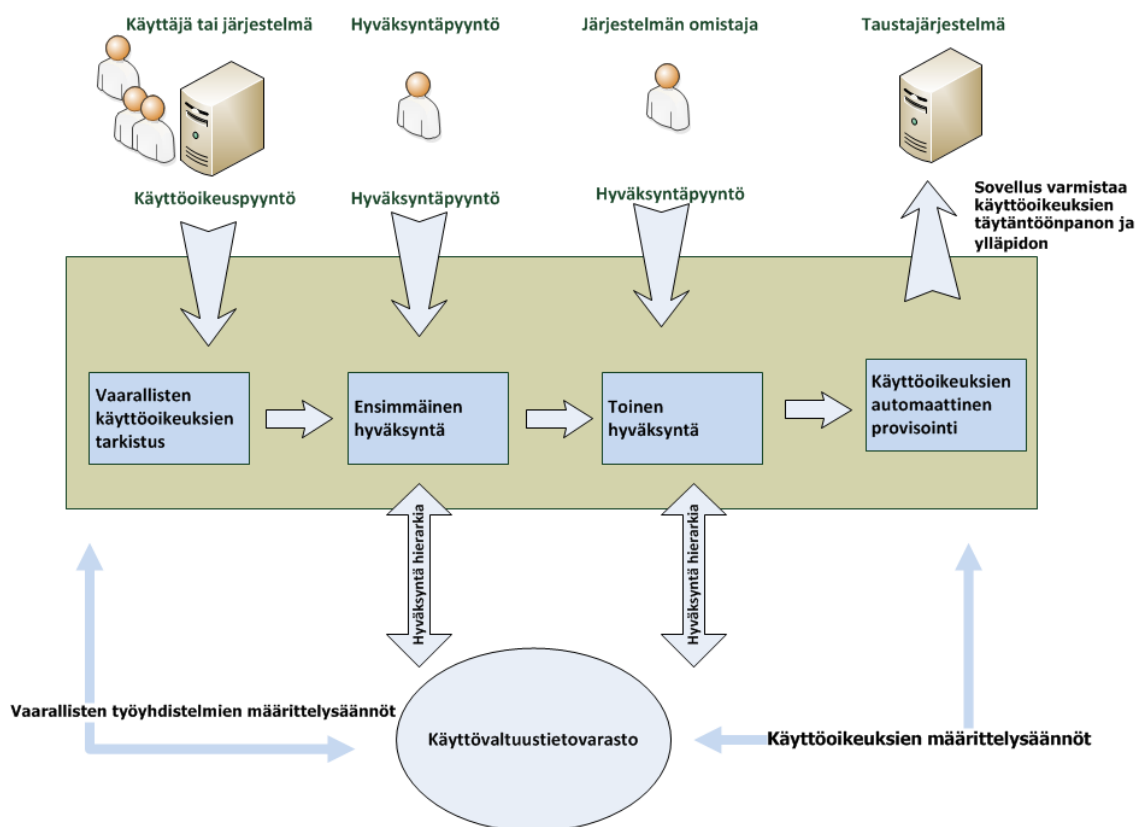 Käyttäjä tai järjestelmä
Hyväksyntäpyyntö
Järjestelmän omistaja
Taustajärjestelmä
Käyttöoikeuspyyntö
Hyväksyntäpyyntö
Hyväksyntäpyyntö
Sovellus varmistaa
käyttöoikeuksien
täytäntöönpanon ja
ylläpidon
Vaarallisten
käyttöoikeuksien
tarkistus
Ensimmäinen
hyväksyntä
Toinen
hyväksyntä
Käyttöoikeuksien
automaattinen
provisointi
Hyväksyntä hierarkia
Hyväksyntä hierarkia
Vaarallisten työyhdistelmien määrittelysäännöt
Käyttövaltuustietovarasto
Käyttöoikeuksien määrittelysäännöt